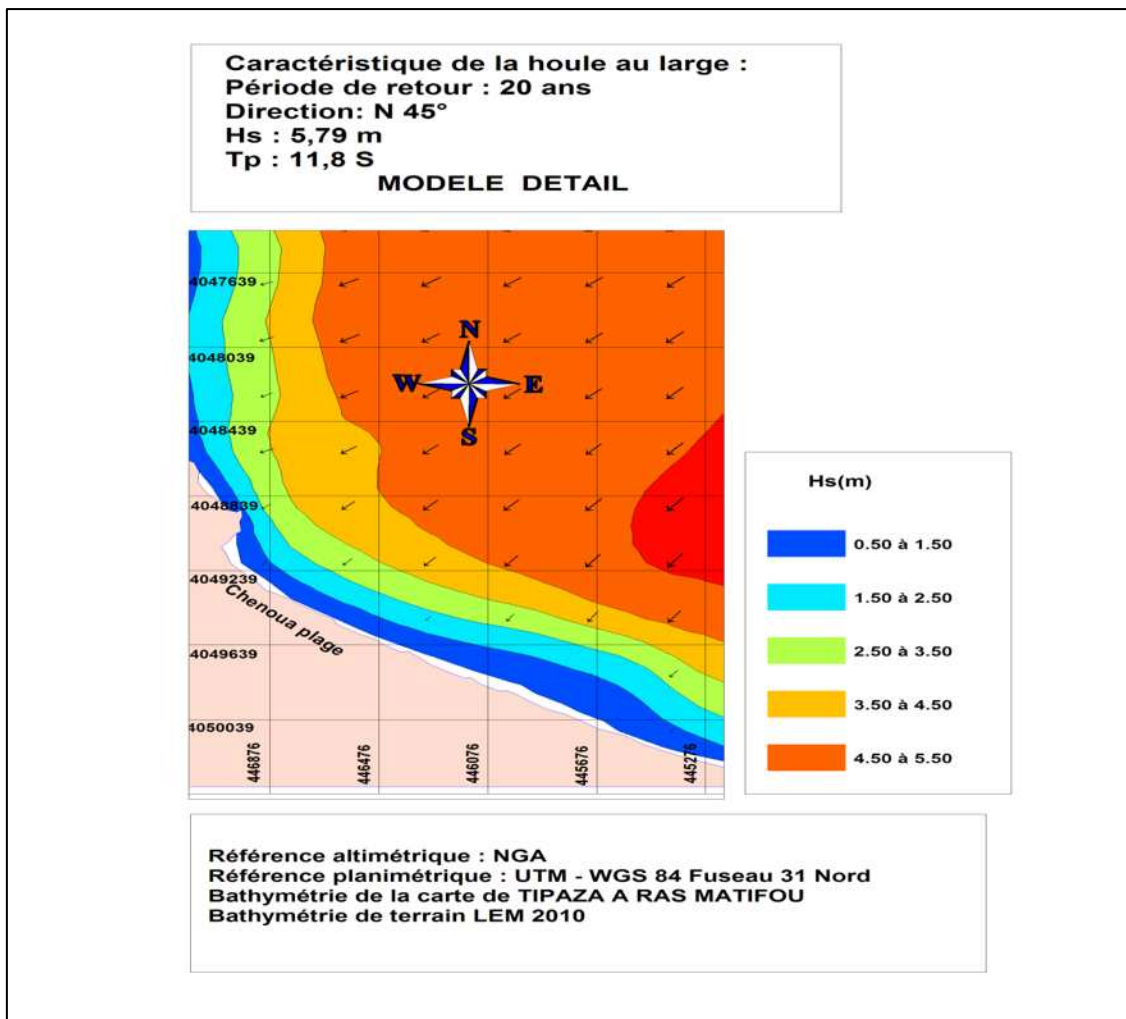 Caractéristique de la houle au large :
Période de retour : 20 ans
Direction: N 45°
Hs : 5,79 m
Tp : 11,8 S
MODELE DETAIL
4047639
N
4048039
W
E
S
4048439
4048839
4049239
Chenoua plage
4049639
4050039
446876
446476
446076
445676
445276
Hs(m)
0.50 à 1.50
1.50 à 2.50
2.50 à 3.50
3.50 à 4.50
4.50 à 5.50
Référence altimétrique : NGA
Référence planimétrique : UTM - WGS 84 Fuseau 31 Nord
Bathymétrie de la carte de TIPAZA A RAS MATIFOU
Bathymétrie de terrain LEM 2010